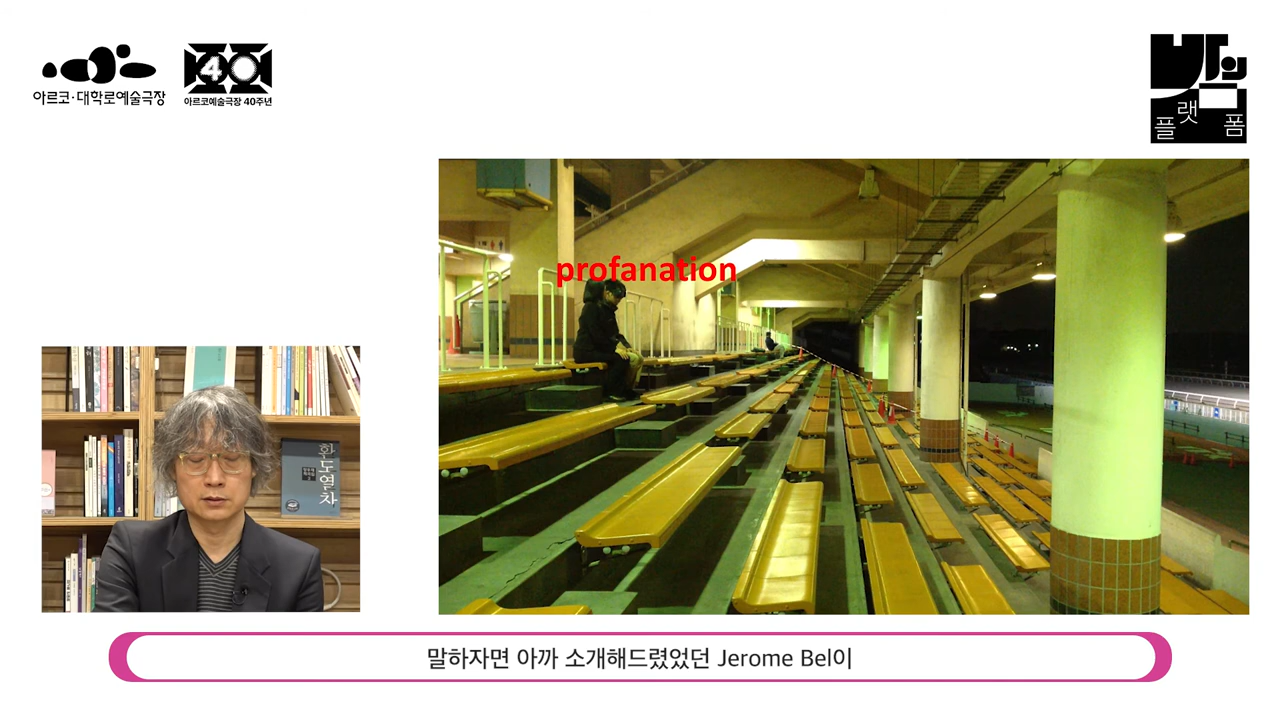 아르코·대학로예술극장
40
아르코예술극장 40주년
밤의
플랫폼
profanation
환도열차
말하자면 아까 소개해드렸었던 Jerome Bel이